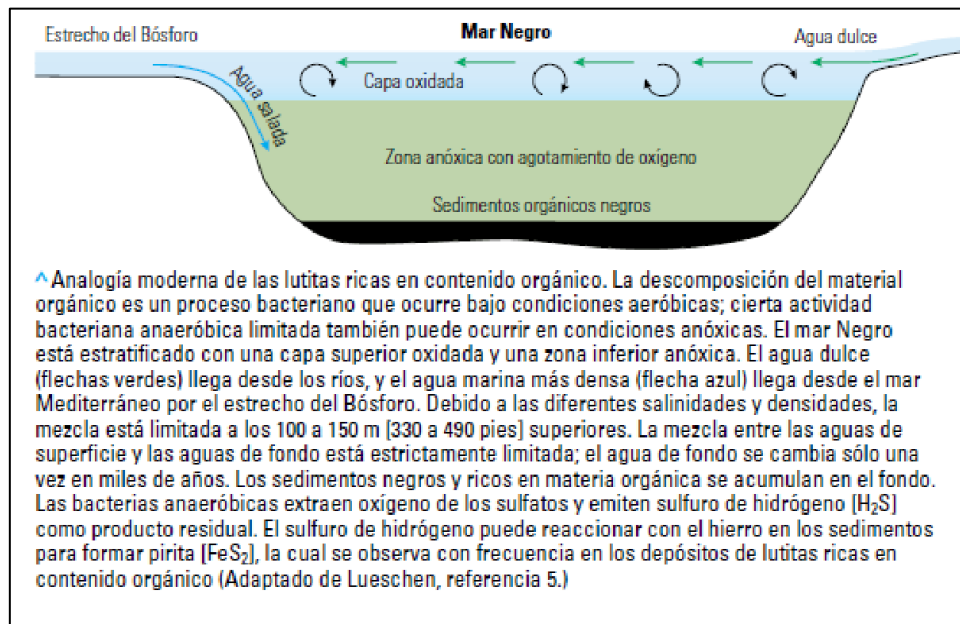 Estrecho del Bósforo
Mar Negro
Agua dulce
Agua salada
Capa oxidada
Zona anóxica con agotamiento de oxígeno
Sedimentos orgánicos negros
^ Analogía moderna de las lutitas ricas en contenido orgánico. La descomposición del material
orgánico es un proceso bacteriano que ocurre bajo condiciones aeróbicas; cierta actividad
bacteriana anaeróbica limitada también puede ocurrir en condiciones anóxicas. El mar Negro
está estratificado con una capa superior oxidada y una zona inferior anóxica. El agua dulce
(flechas verdes) llega desde los ríos, y el agua marina más densa (flecha azul) llega desde el mar
Mediterráneo por el estrecho del Bósforo. Debido a las diferentes salinidades y densidades, la
mezcla está limitada a los 100 a 150 m [330 a 490 pies] superiores. La mezcla entre las aguas de
superficie y las aguas de fondo está estrictamente limitada; el agua de fondo se cambia sólo una
vez en miles de años. Los sedimentos negros y ricos en materia orgánica se acumulan en el fondo.
Las bacterias anaeróbicas extraen oxígeno de los sulfatos y emiten sulfuro de hidrógeno [H₂S]
como producto residual. El sulfuro de hidrógeno puede reaccionar con el hierro en los sedimentos
para formar pirita [FeS₂], la cual se observa con frecuencia en los depósitos de lutitas ricas en
contenido orgánico (Adaptado de Lueschen, referencia 5.)